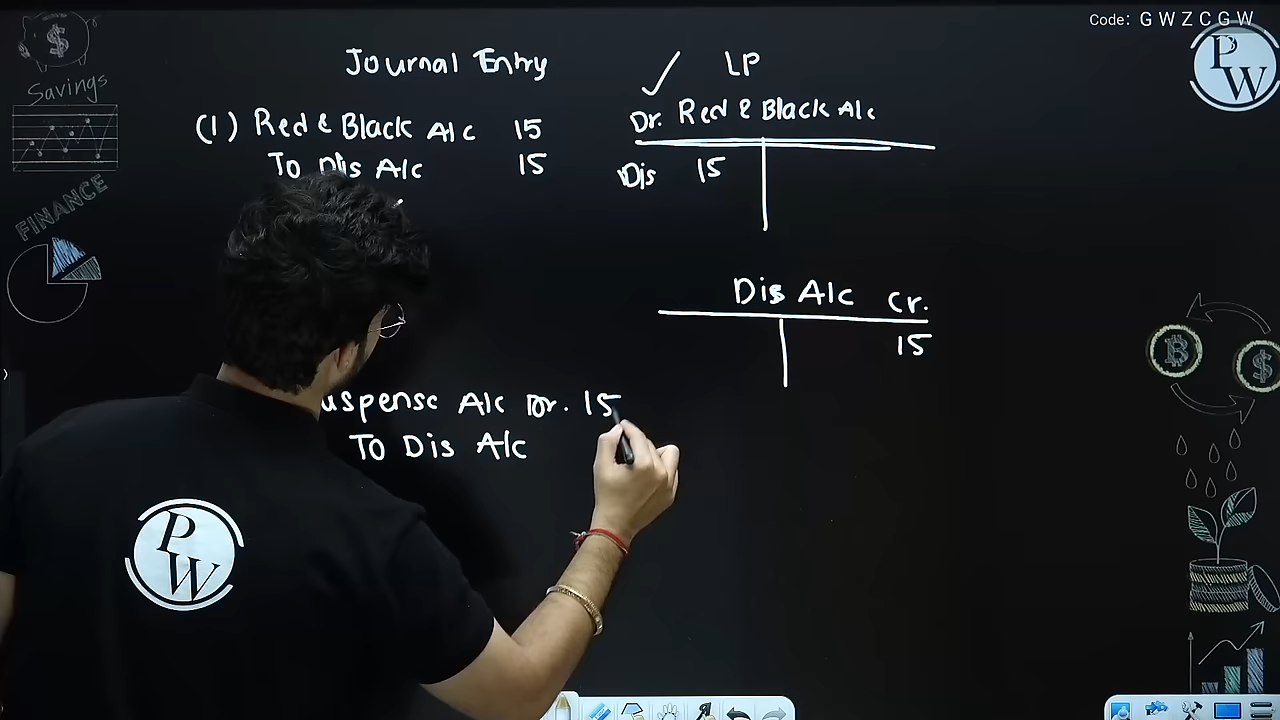 Code: G W Z C G W
P W
Savings
FINANCE
Journal Entry
(1) Red & Black A/c 15
To Dis A/c 15
LP
Dr. Red & Black A/c
Dis 15
Dis A/c Cr.
15
uspense A/c Dr. 15
To Dis A/c
P W